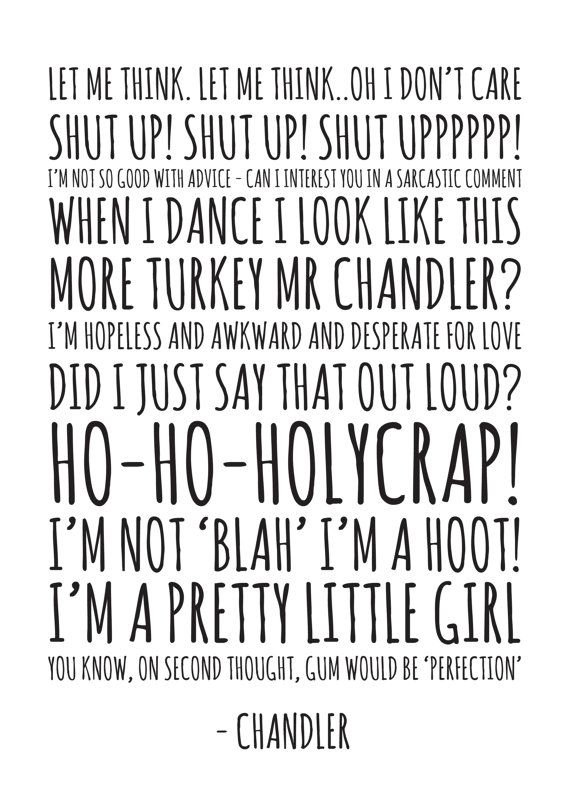 LET ME THINK. LET ME THINK..OH I DON'T CARE
SHUT UP! SHUT UP! SHUT UPPPPPP!
I'M NOT SO GOOD WITH ADVICE - CAN I INTEREST YOU IN A SARCASTIC COMMENT
WHEN I DANCE I LOOK LIKE THIS
MORE TURKEY MR CHANDLER?
I'M HOPELESS AND AWKWARD AND DESPERATE FOR LOVE
DID I JUST SAY THAT OUT LOUD?
HO-HO-HOLYCRAP!
I'M NOT ‘BLAH’ I'M A HOOT!
I'M A PRETTY LITTLE GIRL
YOU KNOW, ON SECOND THOUGHT, GUM WOULD BE ‘PERFECTION’
- CHANDLER